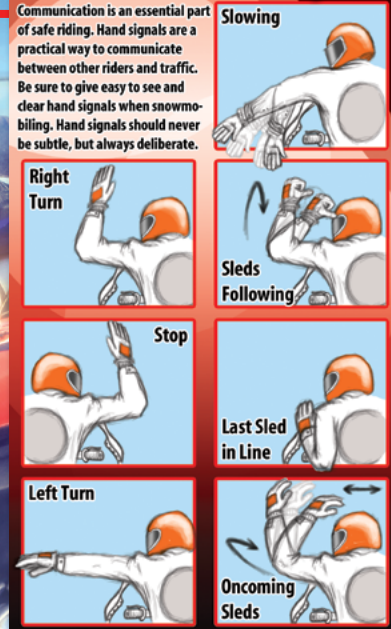 Communication is an essential part
of safe riding. Hand signals are a
practical way to communicate
between other riders and traffic.
Be sure to give easy to see and
clear hand signals when snowmo-
biling. Hand signals should never
be subtle, but always deliberate.
Slowing
Right
Turn
Sleds
Following
Stop
Last Sled
in Line
Left Turn
Oncoming
Sleds